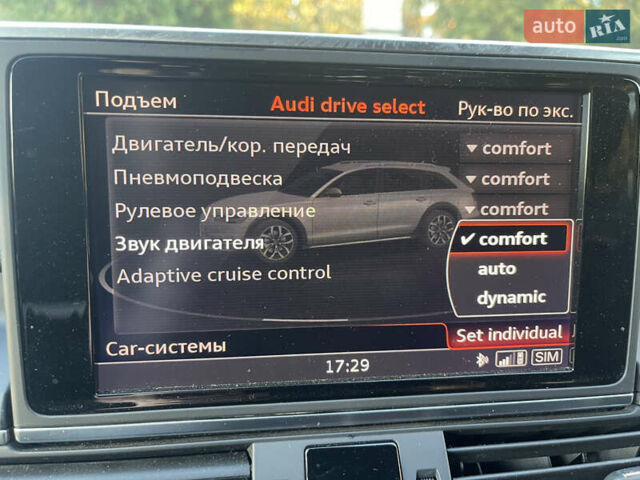 auto RIA.com
Подъем Audi drive select Рук-во по экс.
Двигатель/кор. передач comfort
Пневмоподвеска comfort
Рулевое управление comfort
Звук двигателя ✔ comfort
Adaptive cruise control auto
dynamic
Set individual
Car-системы
17:29 SIM